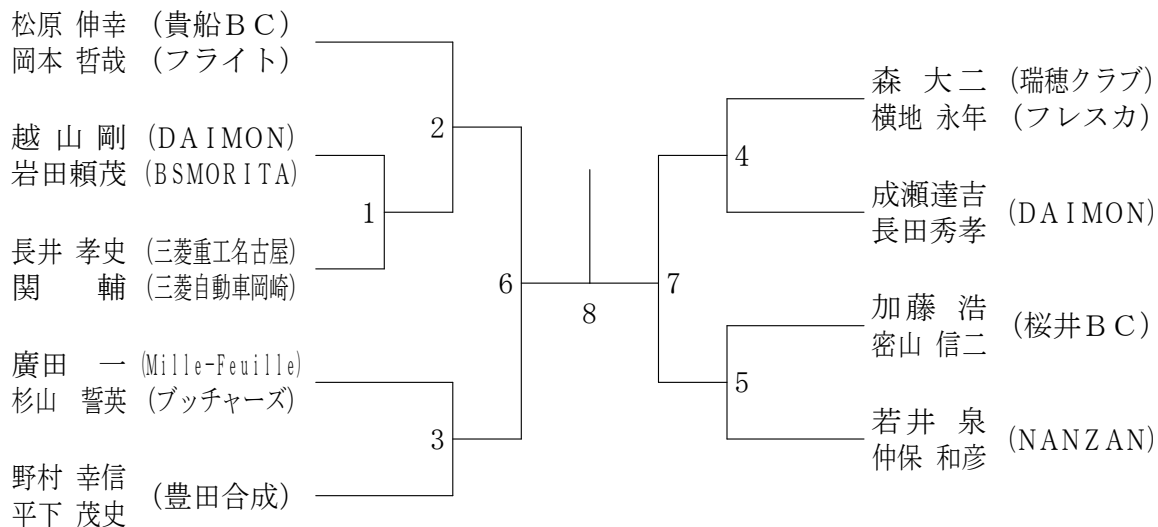 松原 伸幸 (貴船BC)
岡本 哲哉 (フライト)
2
越山剛 (DAIMON)
岩田頼茂 (BSMORITA)
1
長井 孝史 (三菱重工名古屋)
関 輔 (三菱自動車岡崎)
6
廣田 一 (Mille-Feuille)
杉山 誓英 (ブッチャーズ)
3
野村 幸信
平下 茂史
(豊田合成)
8
森 大二 (瑞穂クラブ)
横地 永年 (フレスカ)
4
成瀬達吉
長田秀孝
(DAIMON)
7
加藤 浩
密山 信二
(桜井BC)
5
若井 泉
仲保 和彦
(NANZAN)